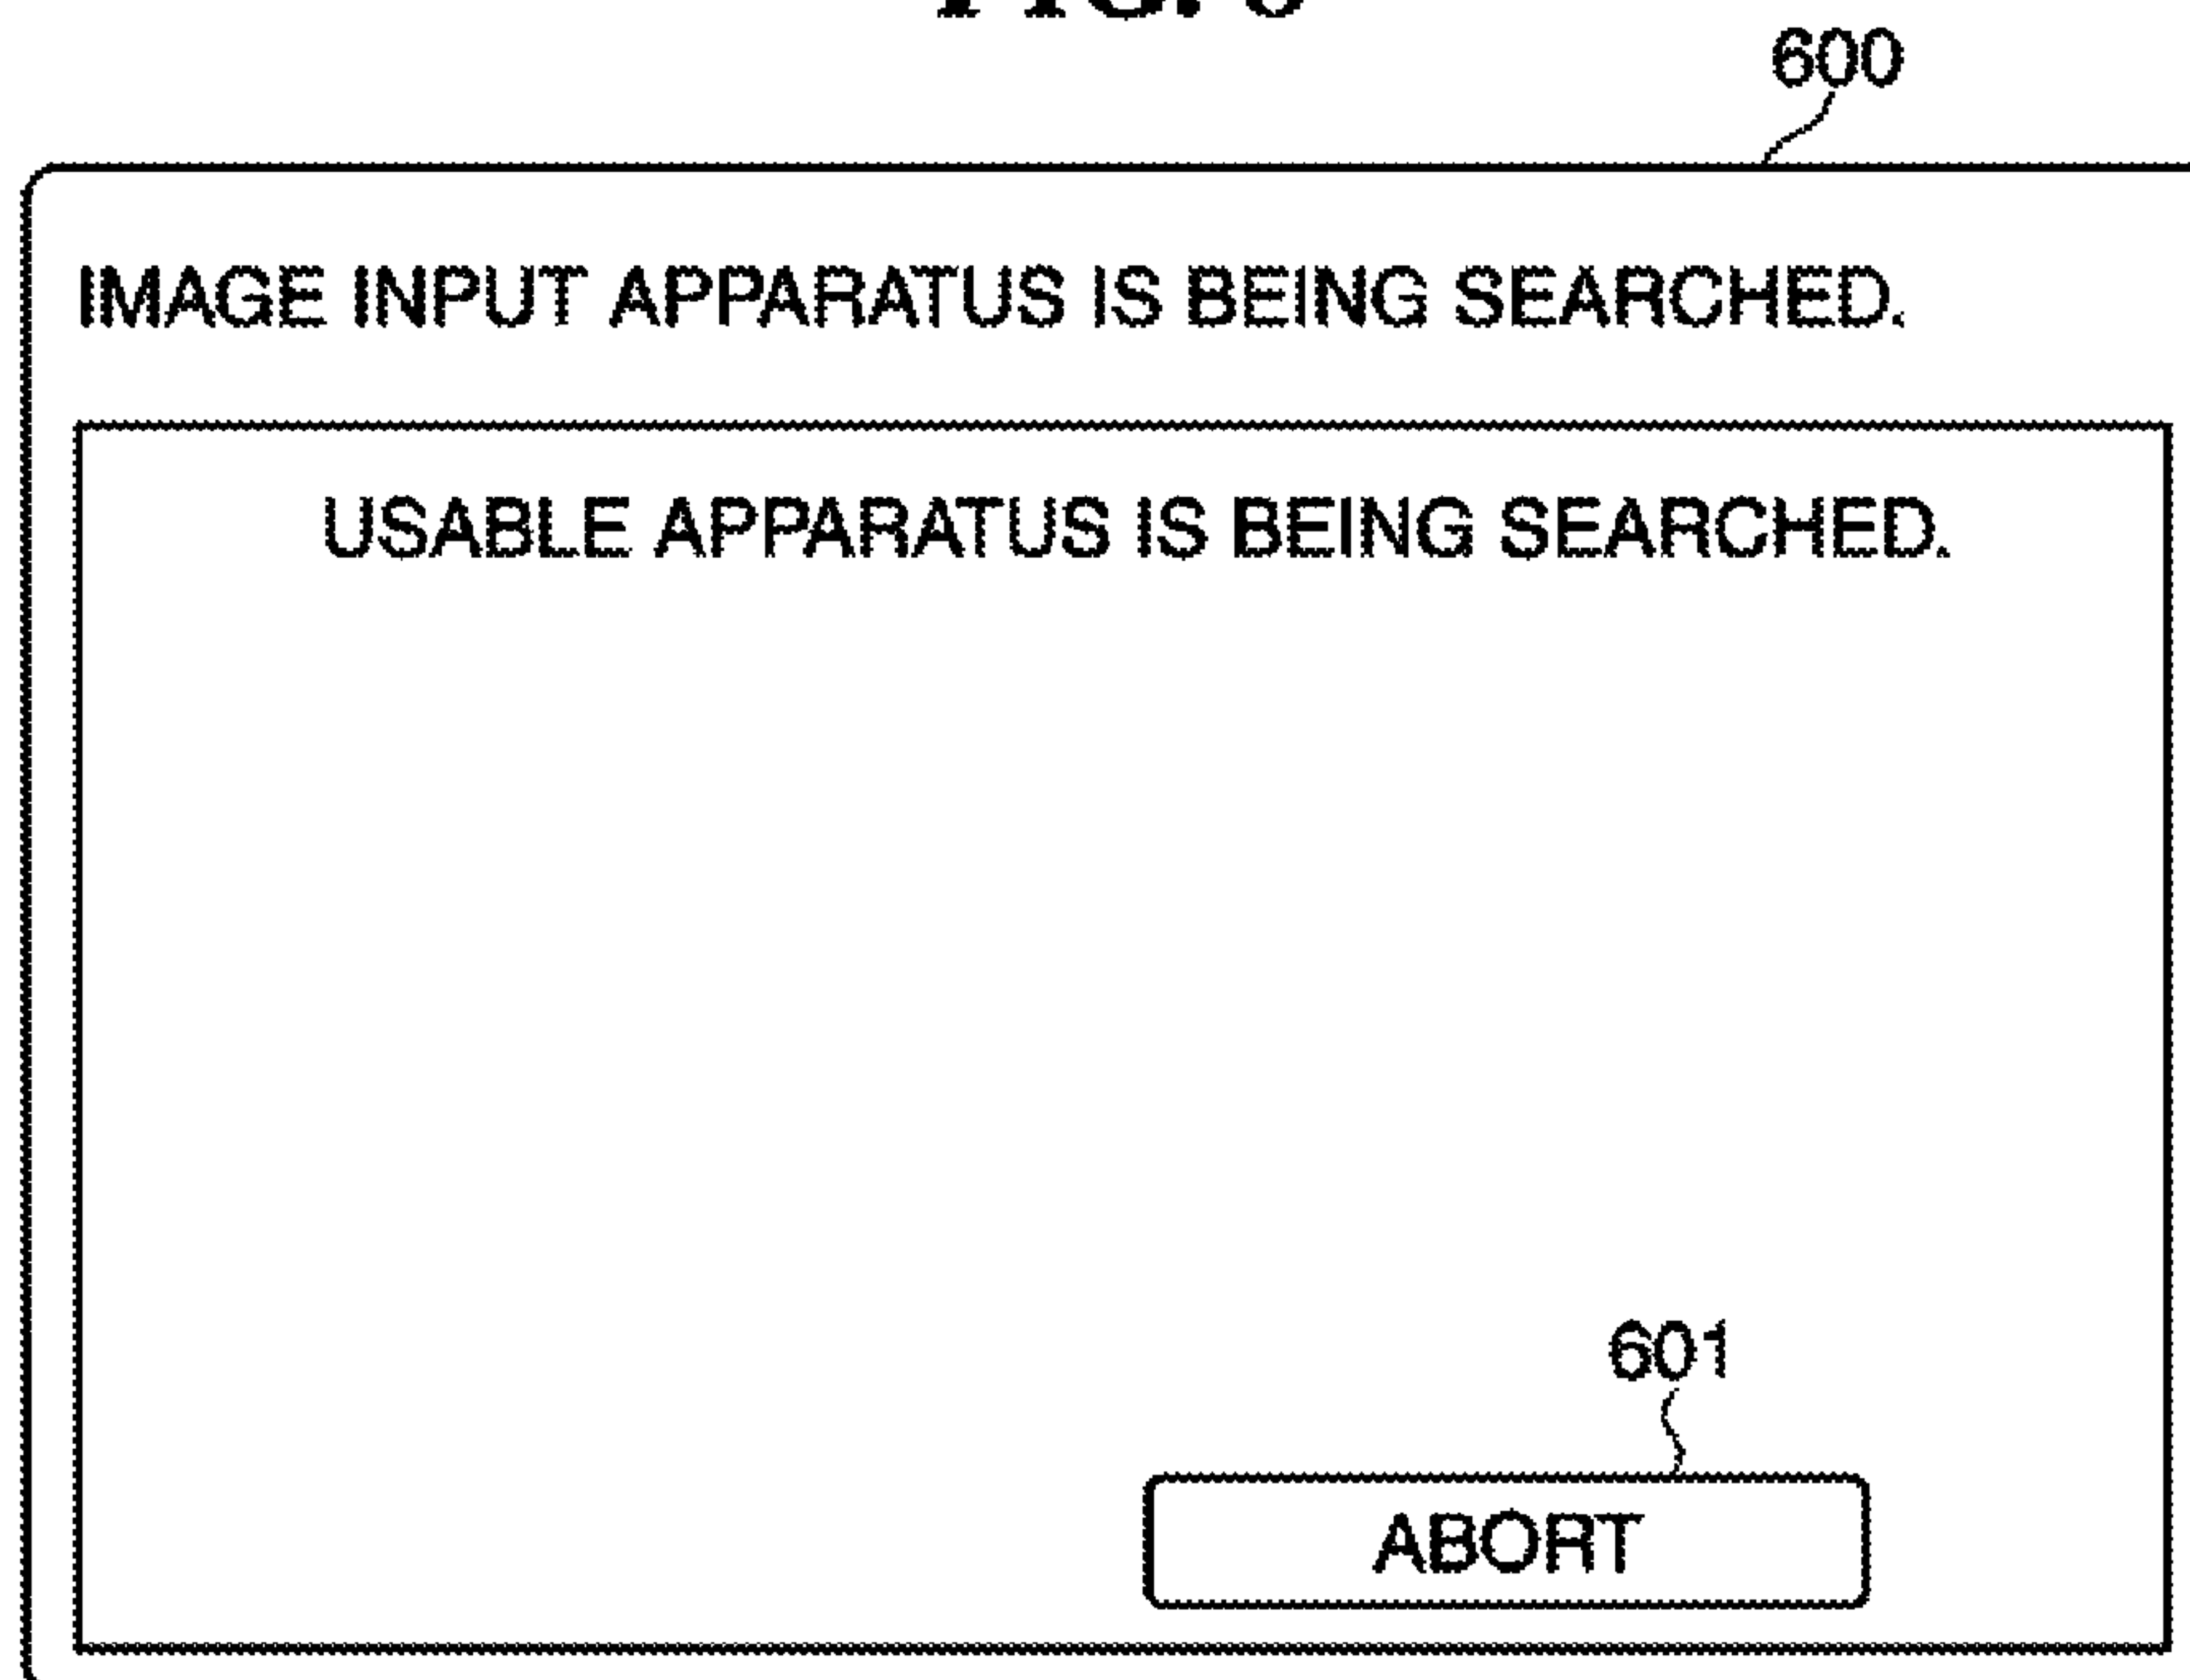 600
IMAGE INPUT APPARATUS IS BEING SEARCHED.
USABLE APPARATUS IS BEING SEARCHED.
601
ABORT